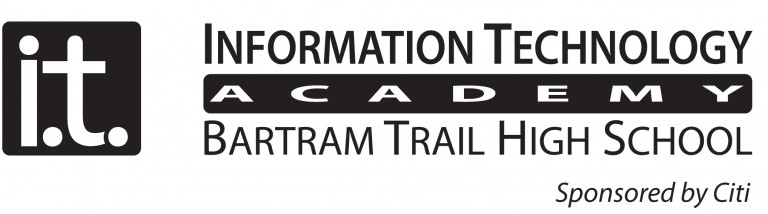 i.t.
INFORMATION TECHNOLOGY
ACADEMY
BARTRAM TRAIL HIGH SCHOOL
Sponsored by Citi